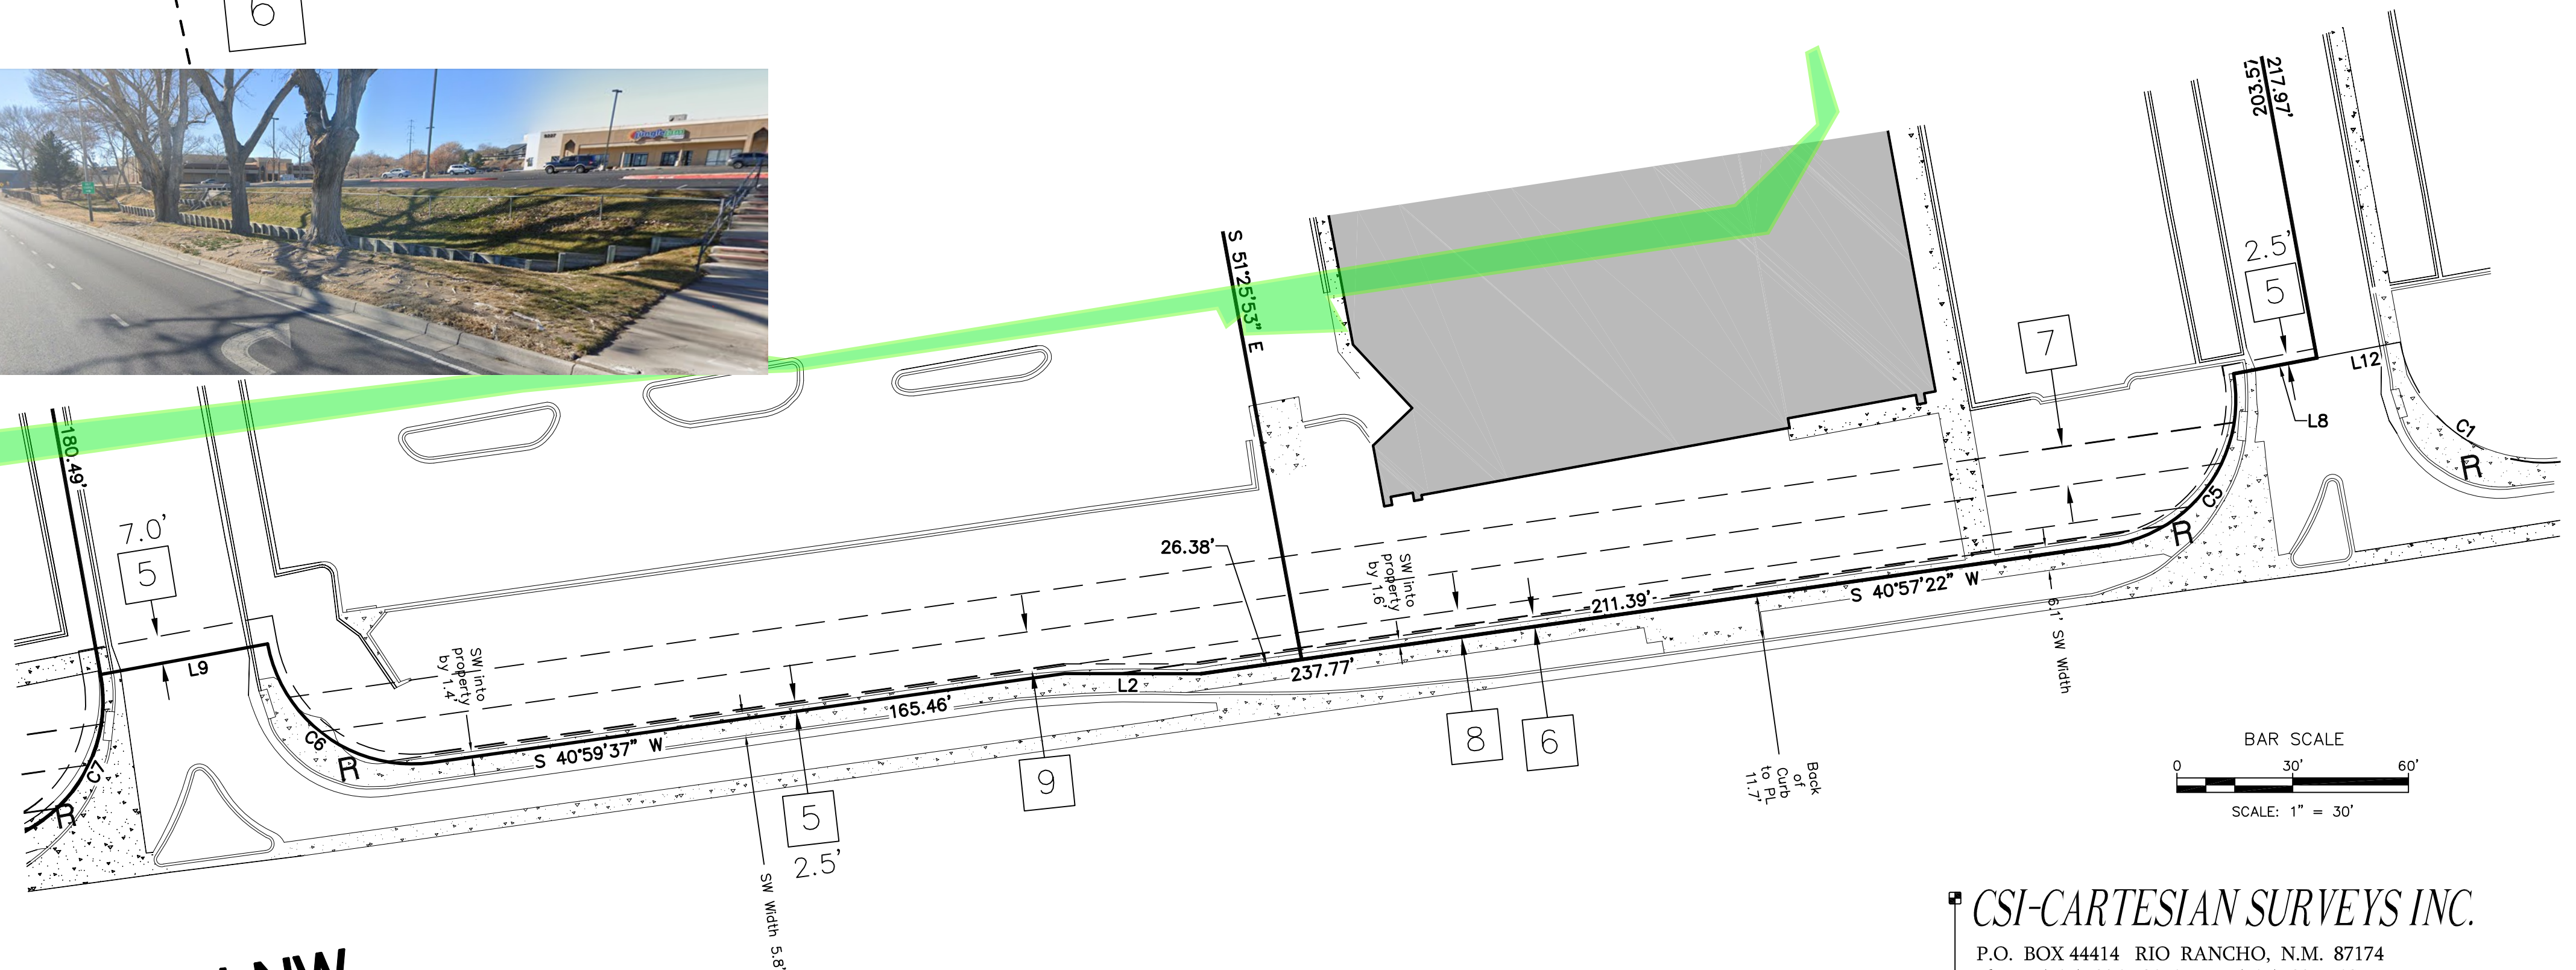 6
203.57
217.97'
S 51°25'53" E
2.5'
5
7
L12
L8
C1
R
180.49'
7.0'
5
26.38'
SW into
property
by 1.6'
211.39'
S 40°57'22" W
C5
R
6.1' SW Width
L9
SW into
property
by 1.4'
L2
237.77'
165.46'
S 40°59'37" W
C6
R
C7
R
8
6
9
5
2.5'
Back
of
Curb
to PL
11.7'
SW Width 5.8'
BAR SCALE
0 30' 60'
SCALE: 1" = 30'
CSI-CARTESIAN SURVEYS INC.
P.O. BOX 44414 RIO RANCHO, N.M. 87174
NW